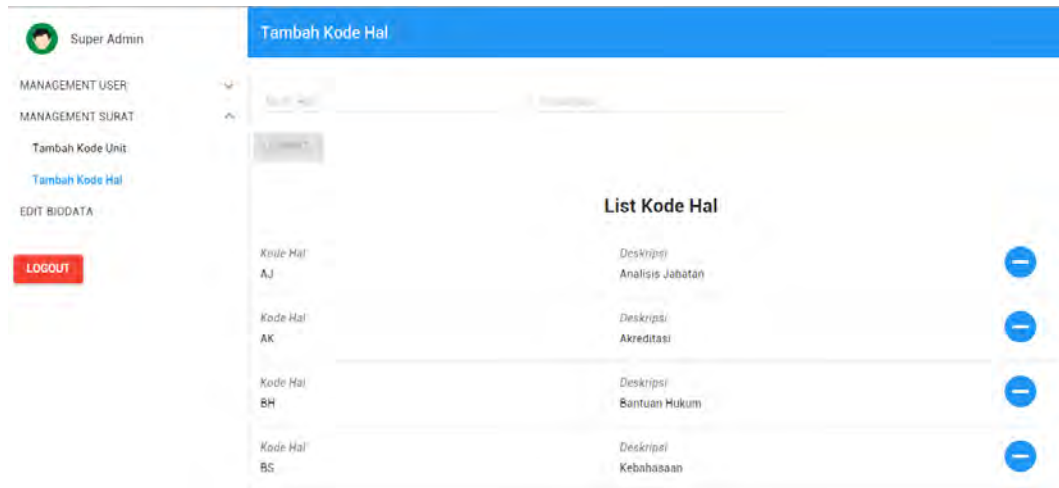 Super Admin
Tambah Kode Hal
MANAGEMENT USER
MANAGEMENT SURAT
Tambah Kode Unit
Tambah Kode Hal
EDIT BIODATA
LOGOUT
List Kode Hal
Kode Hal Deskripsi
AJ Analisis Jabatan
Kode Hal Deskripsi
AK Akreditasi
Kode Hal Deskripsi
BH Bantuan Hukum
Kode Hal Deskripsi
BS Kebahasaan